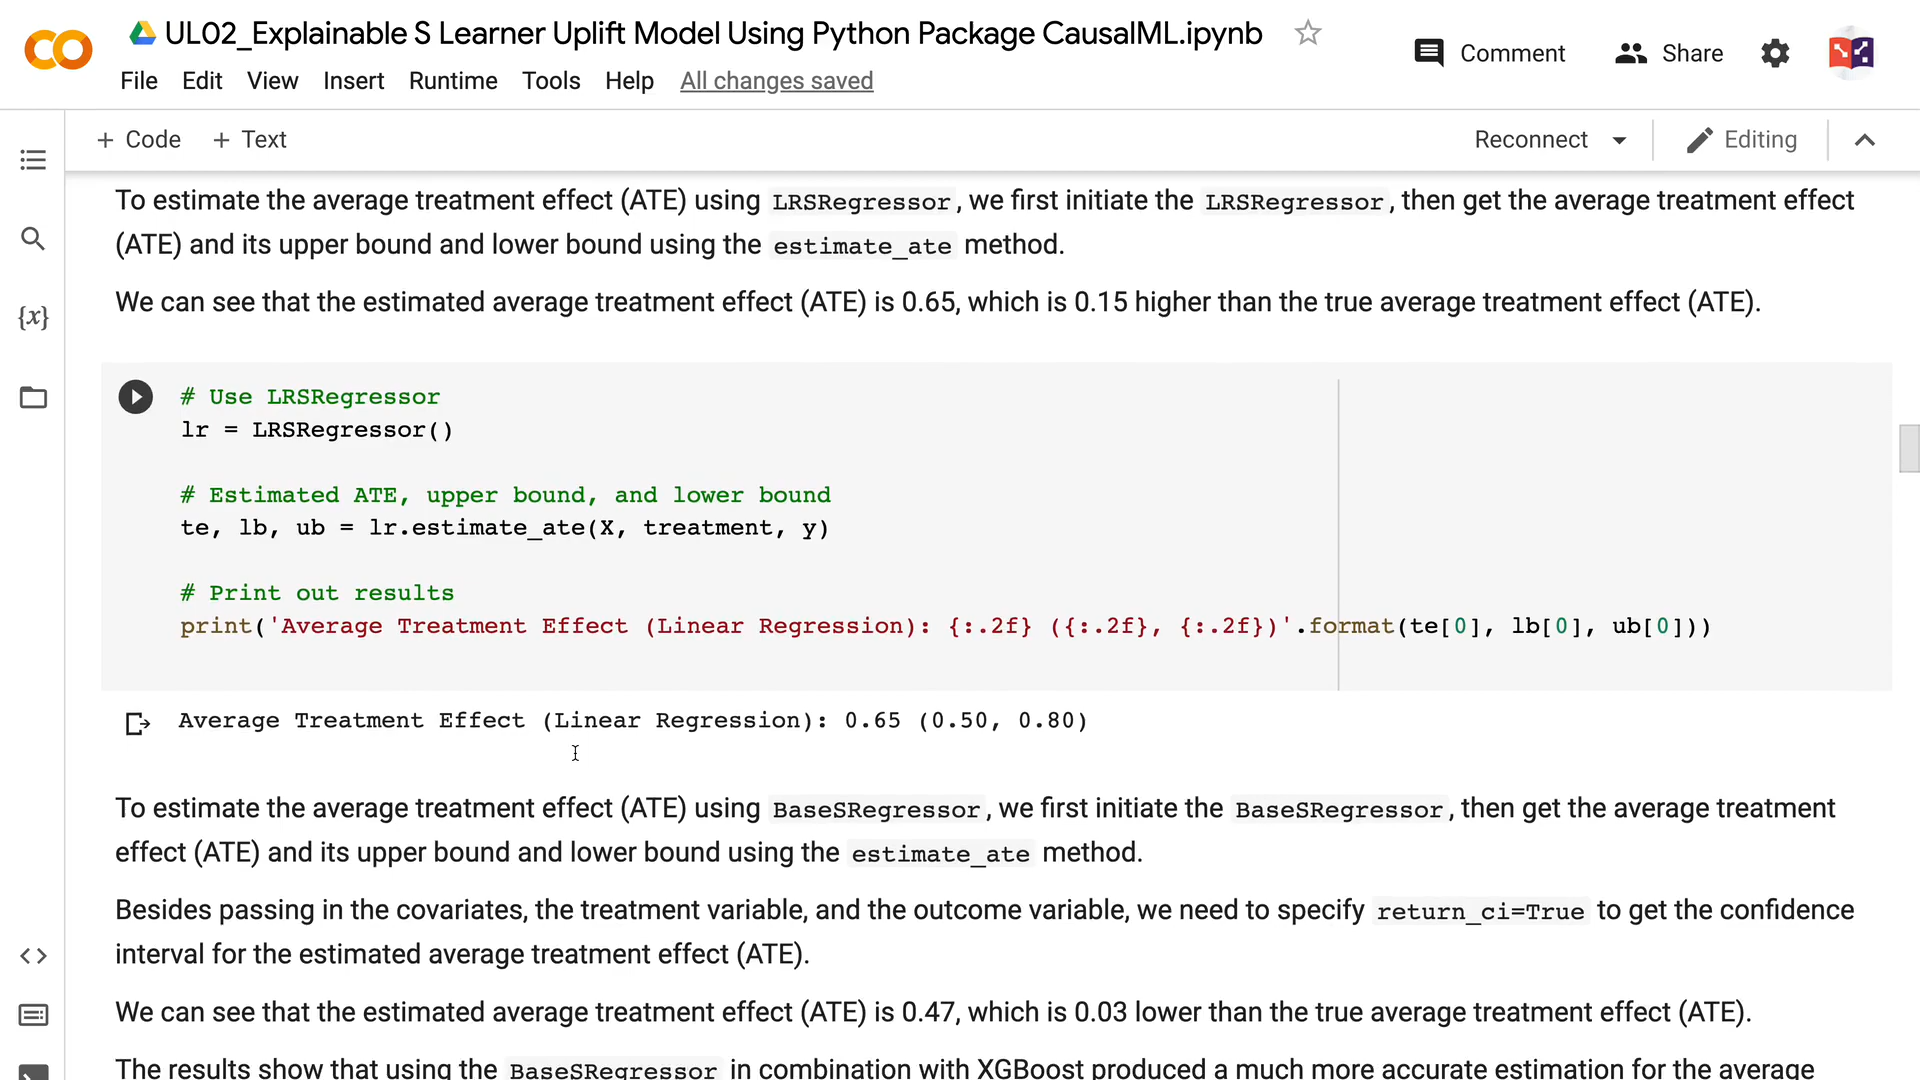 UL02_Explainable S Learner Uplift Model Using Python Package CausalML.ipynb
File Edit View Insert Runtime Tools Help All changes saved
Comment Share
+ Code + Text
Reconnect Editing
To estimate the average treatment effect (ATE) using LRSRegressor, we first initiate the LRSRegressor, then get the average treatment effect
(ATE) and its upper bound and lower bound using the estimate_ate method.
We can see that the estimated average treatment effect (ATE) is 0.65, which is 0.15 higher than the true average treatment effect (ATE).
{x}
# Use LRSRegressor
lr = LRSRegressor()
# Estimated ATE, upper bound, and lower bound
te, lb, ub = lr.estimate_ate(X, treatment, y)
# Print out results
print('Average Treatment Effect (Linear Regression): {:.2f} ({:.2f}, {:.2f})'.format(te[0], lb[0], ub[0]))
Average Treatment Effect (Linear Regression): 0.65 (0.50, 0.80)
To estimate the average treatment effect (ATE) using BaseSRegressor, we first initiate the BaseSRegressor, then get the average treatment
effect (ATE) and its upper bound and lower bound using the estimate_ate method.
Besides passing in the covariates, the treatment variable, and the outcome variable, we need to specify return_ci=True to get the confidence
interval for the estimated average treatment effect (ATE).
We can see that the estimated average treatment effect (ATE) is 0.47, which is 0.03 lower than the true average treatment effect (ATE).
The results show that using the BaseSRegressor in combination with XGBoost produced a much more accurate estimation for the average